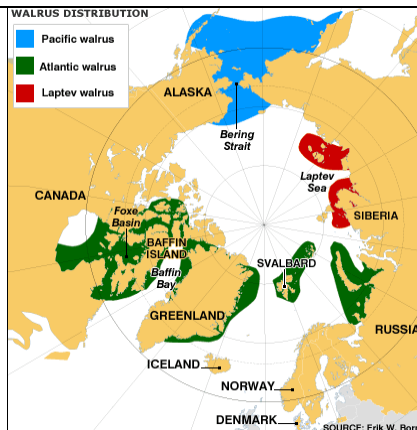 WALRUS DISTRIBUTION
Pacific walrus
Atlantic walrus
Laptev walrus
ALASKA
Bering
Strait
Laptev
Sea
CANADA
Foxe
Basin
SIBERIA
BAFFIN
ISLAND
Baffin
Bay
SVALBARD
GREENLAND
RUSSIA
ICELAND
NORWAY
DENMARK
SOURCE: Erik W. Bor